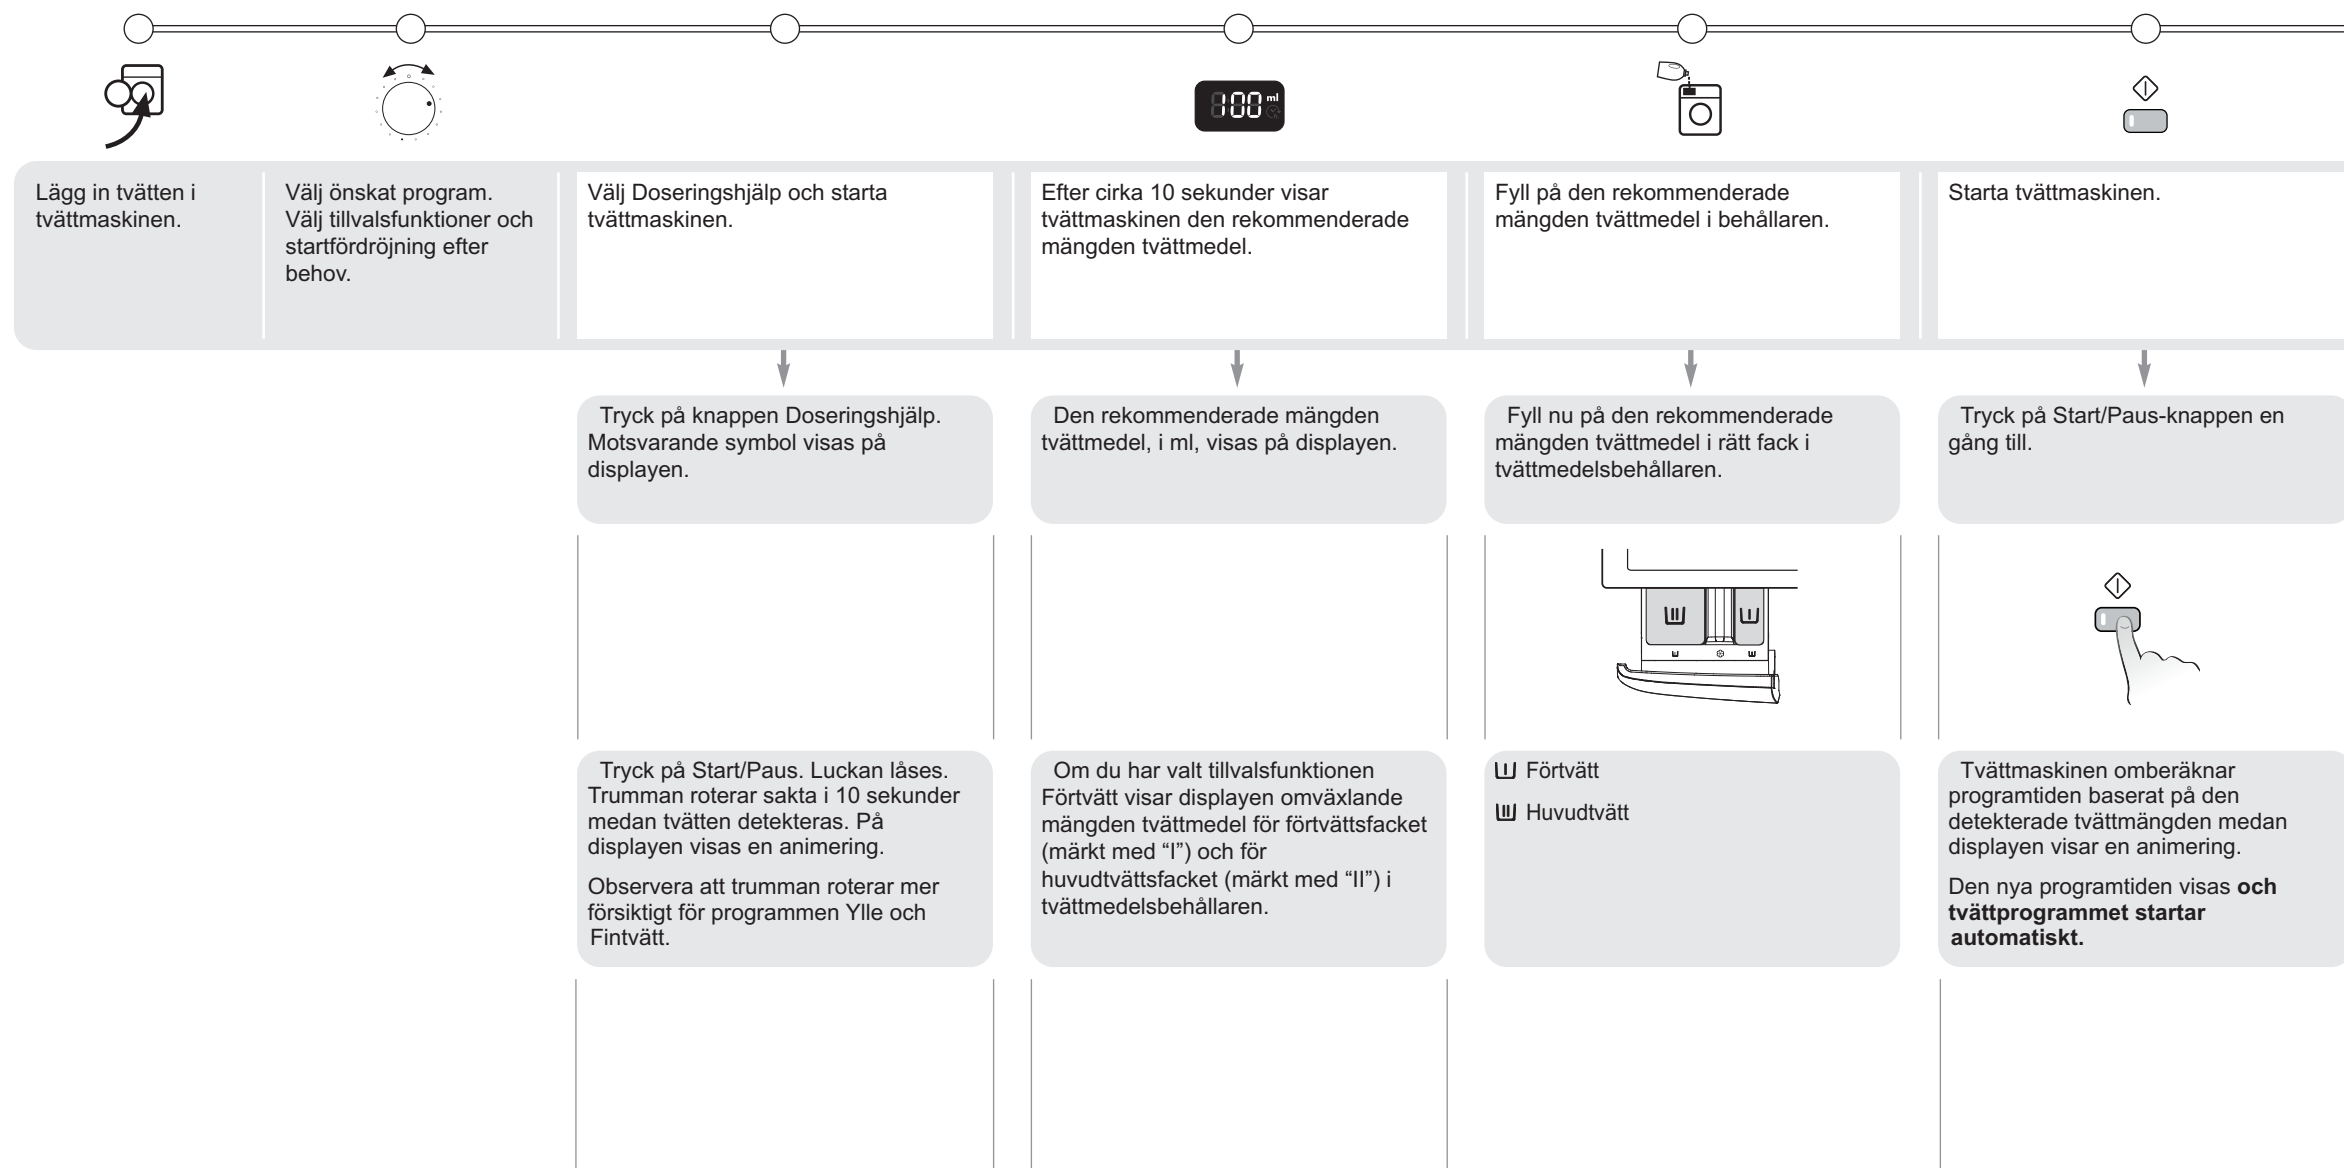 100 ml
Lägg in tvätten i
tvättmaskinen.
Välj önskat program.
Välj tillvalsfunktioner och
startfördröjning efter
behov.
Välj Doseringshjälp och starta
tvättmaskinen.
Efter cirka 10 sekunder visar
tvättmaskinen den rekommenderade
mängden tvättmedel.
Fyll på den rekommenderade
mängden tvättmedel i behållaren.
Starta tvättmaskinen.
Tryck på knappen Doseringshjälp.
Motsvarande symbol visas på
displayen.
Den rekommenderade mängden
tvättmedel, i ml, visas på displayen.
Fyll nu på den rekommenderade
mängden tvättmedel i rätt fack i
tvättmedelsbehållaren.
Tryck på Start/Paus-knappen en
gång till.
Tryck på Start/Paus. Luckan låses.
Trumman roterar sakta i 10 sekunder
medan tvätten detekteras. På
displayen visas en animering.
Observera att trumman roterar mer
försiktigt för programmen Ylle och
Fintvätt.
Om du har valt tillvalsfunktionen
Förtvätt visar displayen omväxlande
mängden tvättmedel för förtvättsfacket
(märkt med “I”) och för
huvudtvättsfacket (märkt med “II”) i
tvättmedelsbehållaren.
Förtvätt
Huvudtvätt
Tvättmaskinen omberäknar
programtiden baserat på den
detekterade tvättmängden medan
displayen visar en animering.
Den nya programtiden visas och
tvättprogrammet startar
automatiskt.